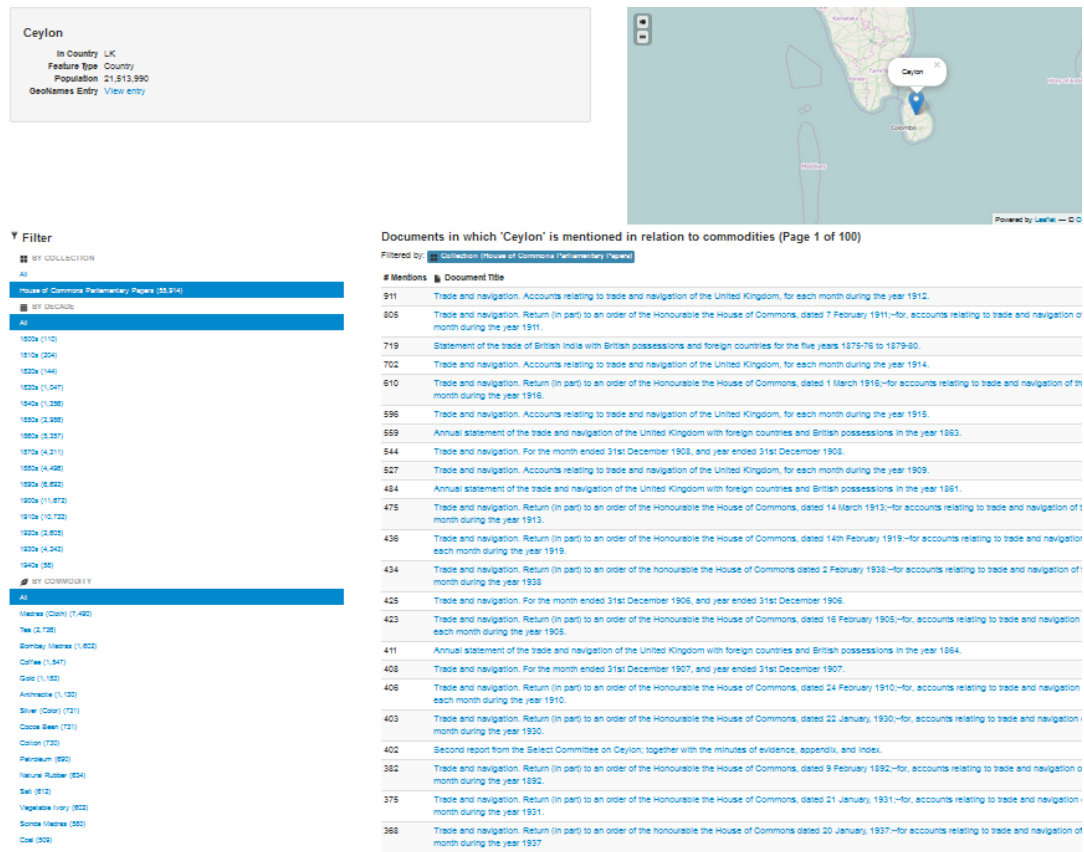 Ceylon
In Country LK
Feature Type Country
Population 21,513,990
GeoNames Entry View entry
Karnataka
Ceylon
×
Colombo
Maldives
Powered by Leaflet — ©
Filter
BY COLLECTION
All
House of Commons Parliamentary Papers (55,914)
BY DECADE
All
1800s (110)
1810s (204)
1820s (144)
1830s (1,047)
1840s (1,256)
1850s (2,956)
1860s (5,257)
1870s (4,211)
1880s (4,496)
1890s (6,692)
1900s (11,672)
1910s (10,722)
1920s (2,605)
1930s (4,342)
1940s (56)
BY COMMODITY
All
Madras (Cloth) (7,490)
Tea (2,736)
Bombay Madras (1,602)
Coffee (1,547)
Gold (1,152)
Anthracite (1,130)
Silver (Color) (731)
Cocoa Bean (721)
Cotton (720)
Petroleum (690)
Natural Rubber (634)
Salt (612)
Vegetable Ivory (602)
Scinde Madras (560)
Coal (509)
Documents in which 'Ceylon' is mentioned in relation to commodities (Page 1 of 100)
Filtered by: Collection (House of Commons Parliamentary Papers)
# Mentions Document Title
911 Trade and navigation. Accounts relating to trade and navigation of the United Kingdom, for each month during the year 1912.
805 Trade and navigation. Return (in part) to an order of the Honourable the House of Commons, dated 7 February 1911;--for, accounts relating to trade and navigation of
month during the year 1911.
719 Statement of the trade of British India with British possessions and foreign countries for the five years 1875-76 to 1879-80.
702 Trade and navigation. Accounts relating to trade and navigation of the United Kingdom, for each month during the year 1914.
610 Trade and navigation. Return (in part) to an order of the Honourable the House of Commons, dated 1 March 1916;--for accounts relating to trade and navigation of the
month during the year 1916.
596 Trade and navigation. Accounts relating to trade and navigation of the United Kingdom, for each month during the year 1915.
559 Annual statement of the trade and navigation of the United Kingdom with foreign countries and British possessions in the year 1863.
544 Trade and navigation. For the month ended 31st December 1908, and year ended 31st December 1908.
527 Trade and navigation. Accounts relating to trade and navigation of the United Kingdom, for each month during the year 1909.
484 Annual statement of the trade and navigation of the United Kingdom with foreign countries and British possessions in the year 1861.
475 Trade and navigation. Return (in part) to an order of the Honourable the House of Commons, dated 14 March 1913;--for accounts relating to trade and navigation of t
month during the year 1913.
436 Trade and navigation. Return (in part) to an order of the Honourable the House of Commons, dated 14th February 1919:--for accounts relating to trade and navigation
each month during the year 1919.
434 Trade and navigation. Return (in part) to an order of the honourable the House of Commons dated 2 February 1938:--for accounts relating to trade and navigation of
month during the year 1938
425 Trade and navigation. For the month ended 31st December 1906, and year ended 31st December 1906.
423 Trade and navigation. Return (in part) to an order of the Honourable the House of Commons, dated 16 February 1905;--for, accounts relating to trade and navigation
each month during the year 1905.
411 Annual statement of the trade and navigation of the United Kingdom with foreign countries and British possessions in the year 1864.
408 Trade and navigation. For the month ended 31st December 1907, and year ended 31st December 1907.
406 Trade and navigation. Return (in part) to an order of the Honourable the House of Commons, dated 24 February 1910;--for, accounts relating to trade and navigation
each month during the year 1910.
403 Trade and navigation. Return (in part) to an order of the Honourable the House of Commons, dated 22 January, 1930;--for, accounts relating to trade and navigation
month during the year 1930.
402 Second report from the Select Committee on Ceylon; together with the minutes of evidence, appendix, and index.
382 Trade and navigation. Return (in part) to an order of the Honourable the House of Commons, dated 9 February 1892;--for, accounts relating to trade and navigation o
month during the year 1892.
375 Trade and navigation. Return (in part) to an order of the Honourable the House of Commons, dated 21 January, 1931;--for, accounts relating to trade and navigation
month during the year 1931.
368 Trade and navigation. Return (in part) to an order of the honourable the House of Commons dated 20 January, 1937:--for accounts relating to trade and navigation of
month during the year 1937